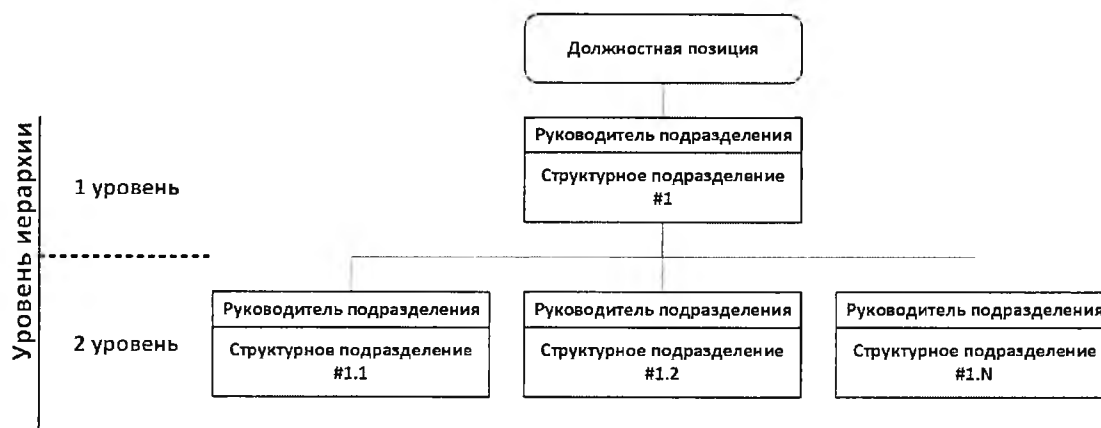 Должностная позиция
Уровень иерархии
1 уровень
Руководитель подразделения
Структурное подразделение
#1
2 уровень
Руководитель подразделения
Структурное подразделение
#1.1
Руководитель подразделения
Структурное подразделение
#1.2
Руководитель подразделения
Структурное подразделение
#1.N